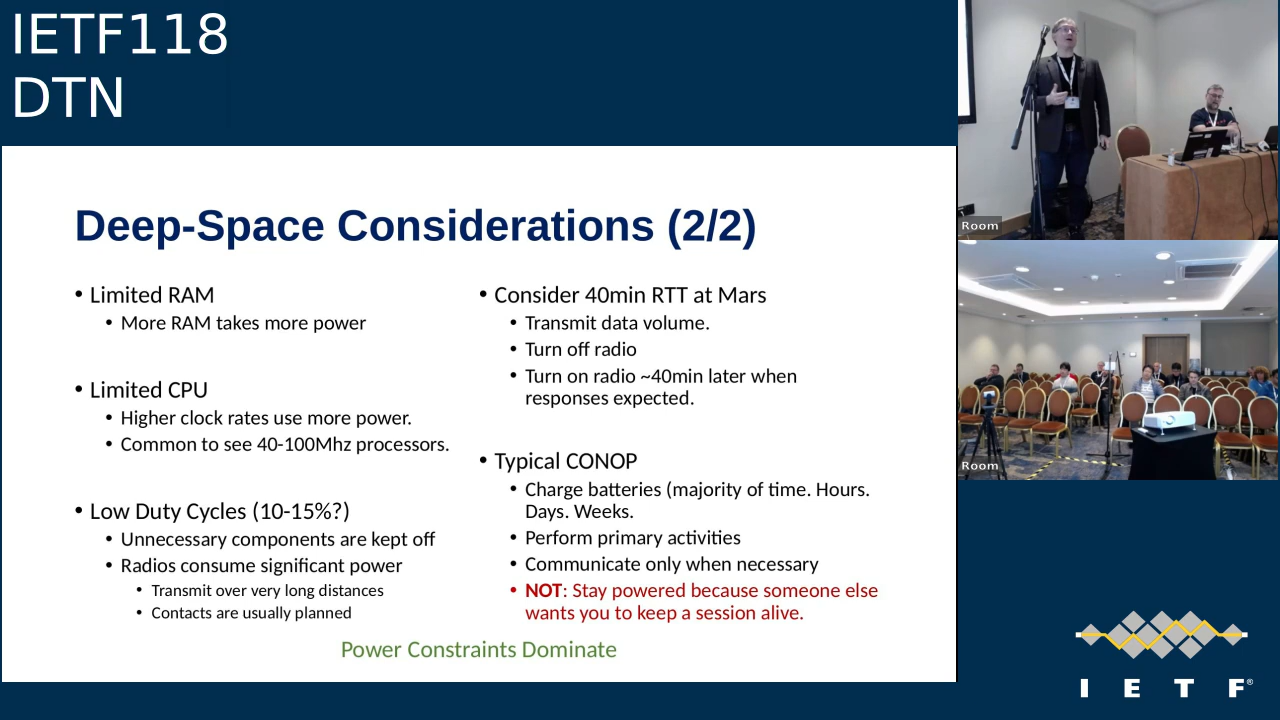 IETF118
DTN
Deep-Space Considerations (2/2)
• Limited RAM
• More RAM takes more power
• Limited CPU
• Higher clock rates use more power.
• Common to see 40-100Mhz processors.
• Low Duty Cycles (10-15%?)
• Unnecessary components are kept off
• Radios consume significant power
• Transmit over very long distances
• Contacts are usually planned
• Consider 40min RTT at Mars
• Transmit data volume.
• Turn off radio
• Turn on radio ~40min later when
responses expected.
• Typical CONOP
• Charge batteries (majority of time. Hours.
Days. Weeks.
• Perform primary activities
• Communicate only when necessary
• NOT: Stay powered because someone else
wants you to keep a session alive.
Power Constraints Dominate
Room
Room
I E T F®